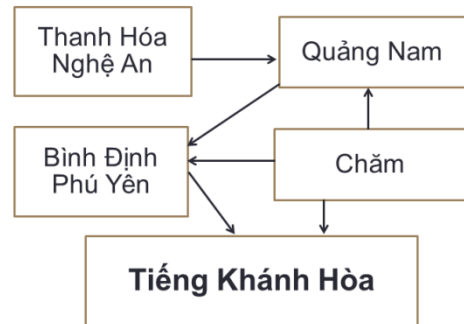 Thanh Hóa
Nghệ An
Quảng Nam
Bình Định
Phú Yên
Chăm
Tiếng Khánh Hòa